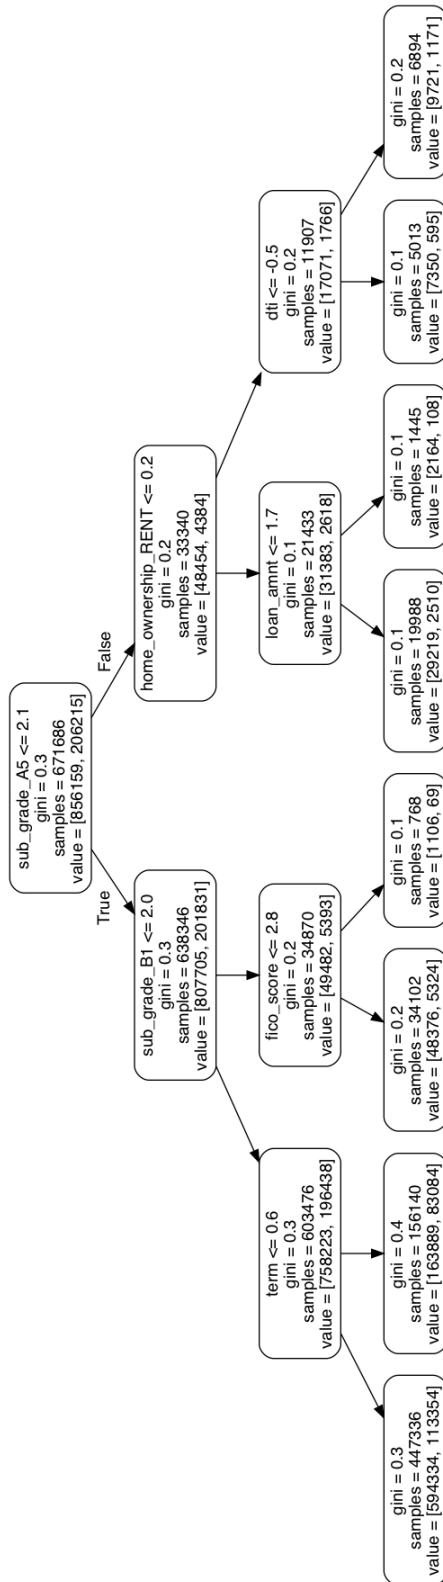 sub_grade_A5 <= 2.1
gini = 0.3
samples = 671686
value = [856159, 206215]
True
False
sub_grade_B1 <= 2.0
gini = 0.3
samples = 638346
value = [807705, 201831]
home_ownership_RENT <= 0.2
gini = 0.2
samples = 33340
value = [48454, 4384]
term <= 0.6
gini = 0.3
samples = 603476
value = [758223, 196438]
fico_score <= 2.8
gini = 0.2
samples = 34870
value = [49482, 5393]
loan_amnt <= 1.7
gini = 0.1
samples = 21433
value = [31383, 2618]
dti <= -0.5
gini = 0.2
samples = 11907
value = [17071, 1766]
gini = 0.3
samples = 447336
value = [594334, 113354]
gini = 0.4
samples = 156140
value = [163889, 83084]
gini = 0.2
samples = 34102
value = [48376, 5324]
gini = 0.1
samples = 768
value = [1106, 69]
gini = 0.1
samples = 19988
value = [29219, 2510]
gini = 0.1
samples = 1445
value = [2164, 108]
gini = 0.1
samples = 5013
value = [7350, 595]
gini = 0.2
samples = 6894
value = [9721, 1171]